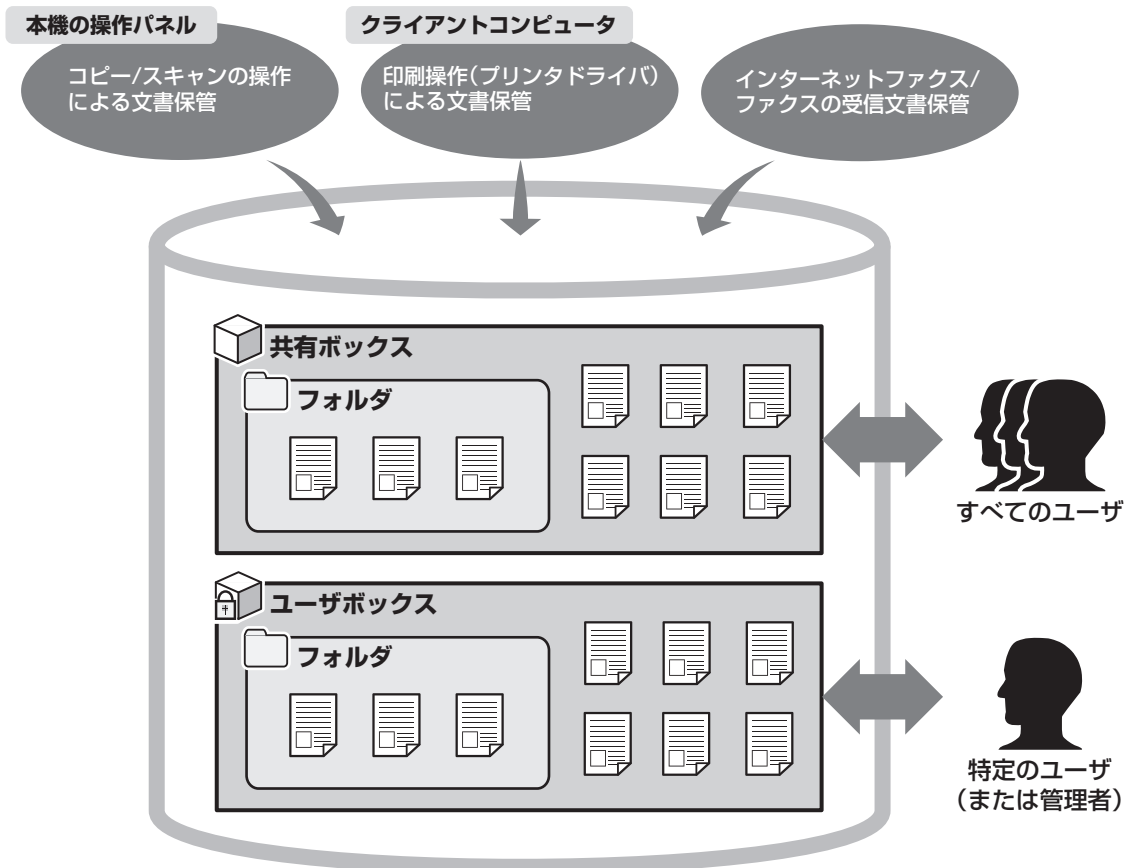 本機の操作パネル
コピー/スキャンの操作
による文書保管
クライアントコンピュータ
印刷操作(プリンタドライバ)
による文書保管
インターネットファクス/
ファクスの受信文書保管
共有ボックス
フォルダ
すべてのユーザ
ユーザボックス
フォルダ
特定のユーザ
(または管理者)